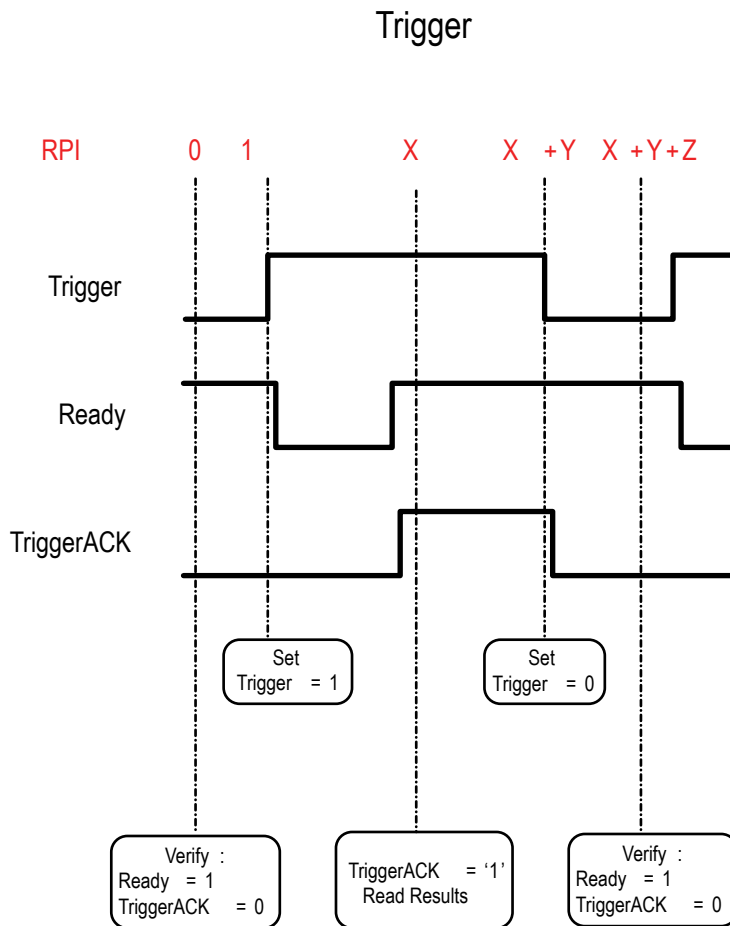 Trigger
RPI 0 1 X X +Y X +Y+Z
Trigger
Ready
TriggerACK
Set
Trigger = 1
Set
Trigger = 0
Verify :
Ready = 1
TriggerACK = 0
TriggerACK = ‘1’
Read Results
Verify :
Ready = 1
TriggerACK = 0